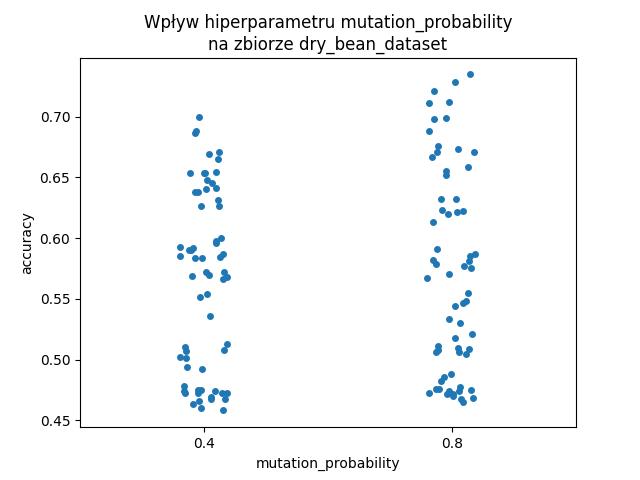 Wpływ hiperparametru mutation_probability
na zbiorze dry_bean_dataset
0.70
0.65
0.60
0.55
0.50
0.45
accuracy
0.4
0.8
mutation_probability